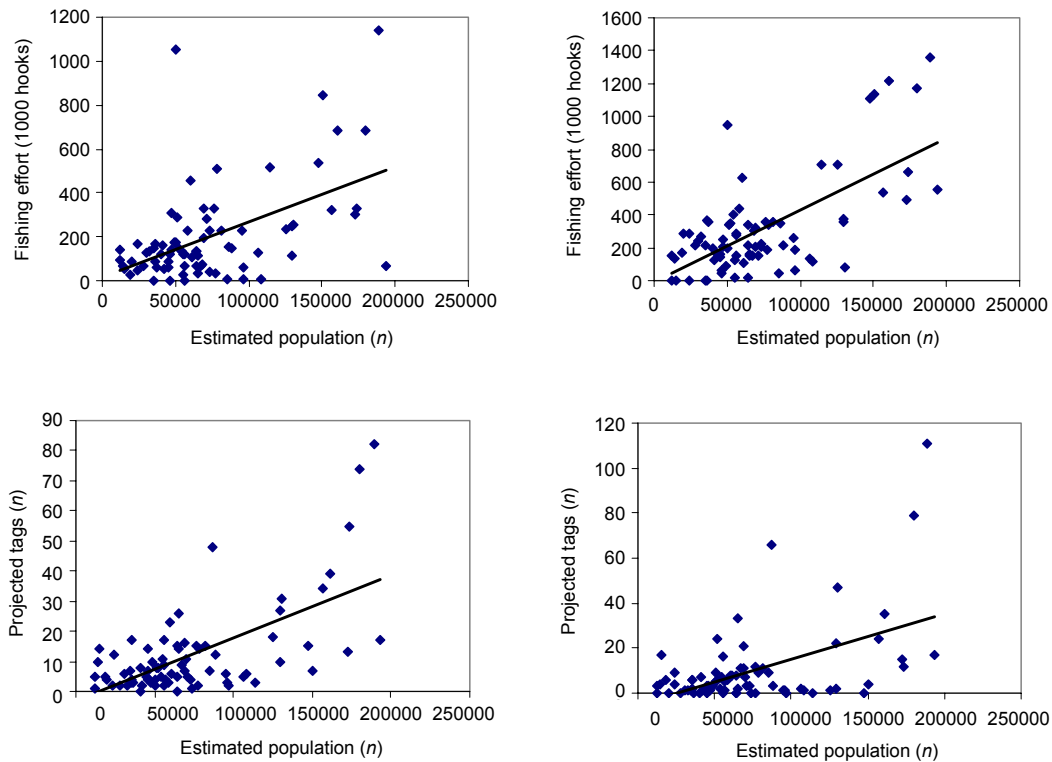 Fishing effort (1000 hooks)
1200
1000
800
600
400
200
0
0 50000 100000 150000 200000 250000
Estimated population (n)
Fishing effort (1000 hooks)
1600
1400
1200
1000
800
600
400
200
0
0 50000 100000 150000 200000 250000
Estimated population (n)
Projected tags (n)
90
80
70
60
50
40
30
20
10
0
0 50000 100000 150000 200000 250000
Estimated population (n)
Projected tags (n)
120
100
80
60
40
20
0
0 50000 100000 150000 200000 250000
Estimated population (n)